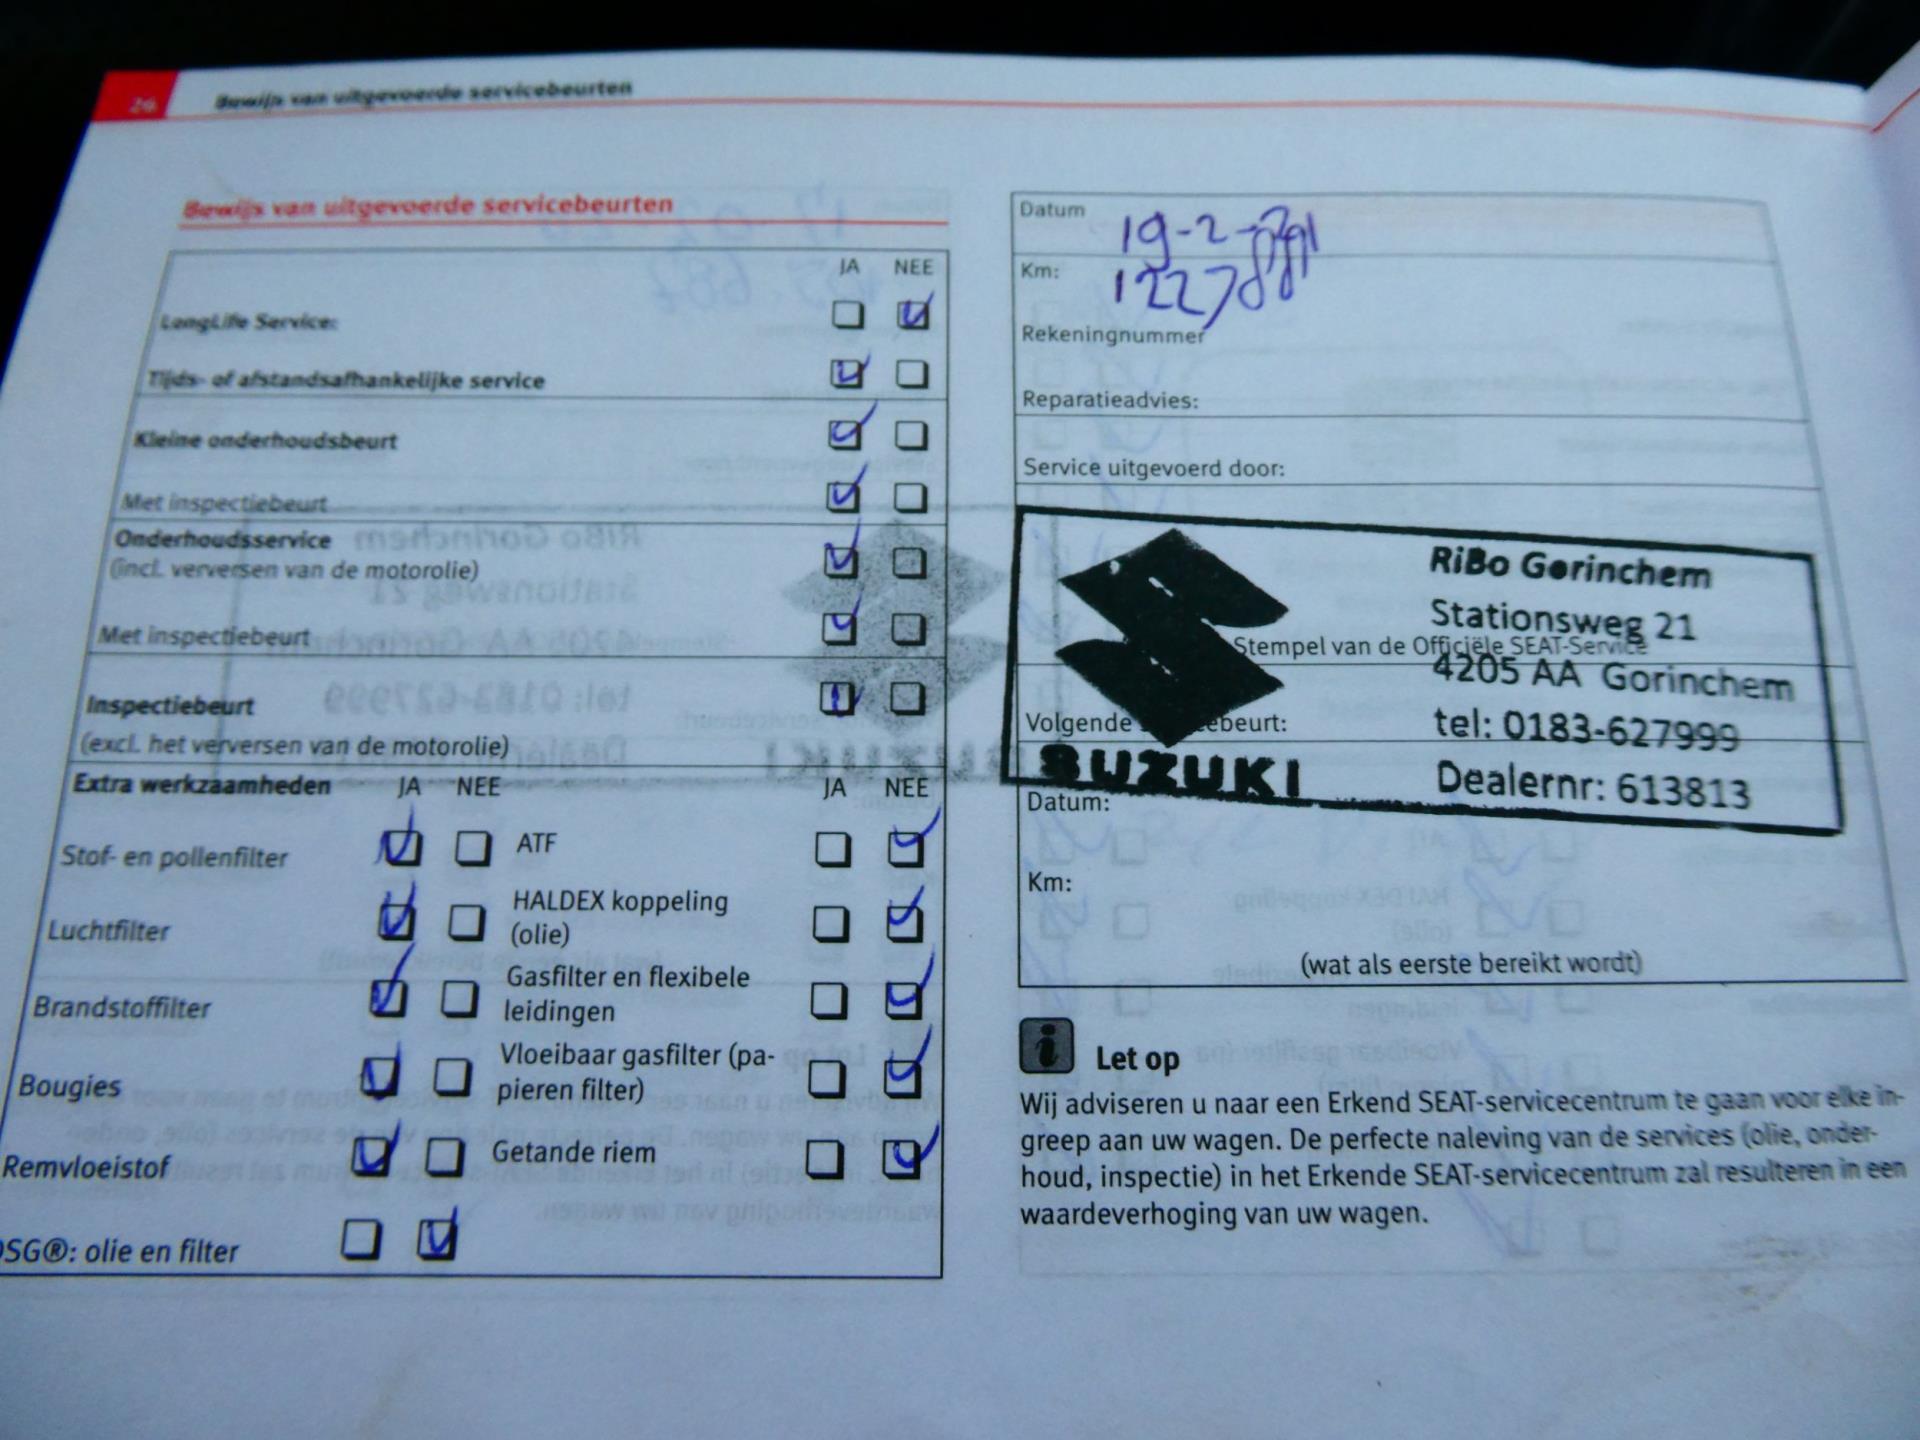 26 Bewijs van uitgevoerde servicebeurten
Bewijs van uitgevoerde servicebeurten
JA NEE
LongLife Service:
Tijds- of afstandsafhankelijke service
Kleine onderhoudsbeurt
Met inspectiebeurt
Onderhoudsservice
(incl. verversen van de motorolie)
Met inspectiebeurt
Inspectiebeurt
(excl. het verversen van de motorolie)
Extra werkzaamheden JA NEE JA NEE
Stof- en pollenfilter ATF
Luchtfilter HALDEX koppeling
(olie)
Brandstoffilter Gasfilter en flexibele
leidingen
Bougies Vloeibaar gasfilter (pa-
pieren filter)
Remvloeistof Getande riem
DSG®: olie en filter
Datum 19-2-
Km:
Rekeningnummer
Reparatieadvies:
Service uitgevoerd door:
RiBo Gorinchem
Stationsweg 21
Stempel van de Officiële SEAT-Service
4205 AA Gorinchem
Volgende
tel: 0183-627999
SUZUKI
Dealernr: 613813
Datum:
Km:
(wat als eerste bereikt wordt)
i Let op
Wij adviseren u naar een Erkend SEAT-servicecentrum te gaan voor elke in-
greep aan uw wagen. De perfecte naleving van de services (olie, onder-
houd, inspectie) in het Erkende SEAT-servicecentrum zal resulteren in een
waardeverhoging van uw wagen.